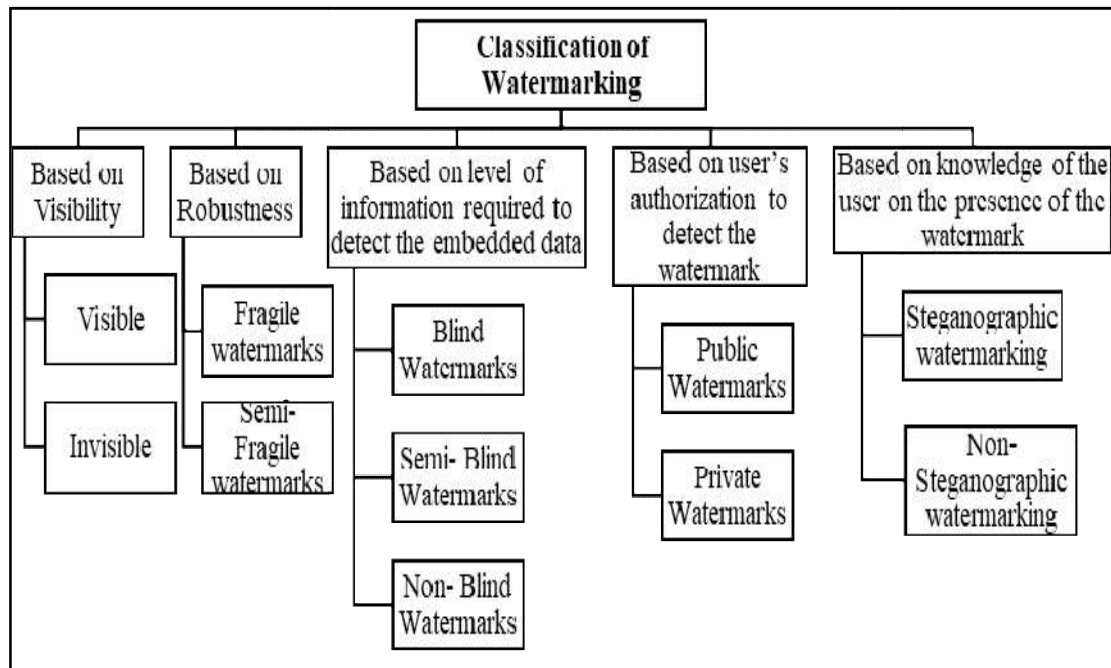 Classification of
Watermarking
Based on
Visibility
Visible
Invisible
Based on
Robustness
Fragile
watermarks
Semi-
Fragile
watermarks
Based on level of
information required to
detect the embedded data
Blind
Watermarks
Semi- Blind
Watermarks
Non- Blind
Watermarks
Based on user's
authorization to
detect the
watermark
Public
Watermarks
Private
Watermarks
Based on knowledge of the
user on the presence of the
watermark
Steganographic
watermarking
Non-
Steganographic
watermarking